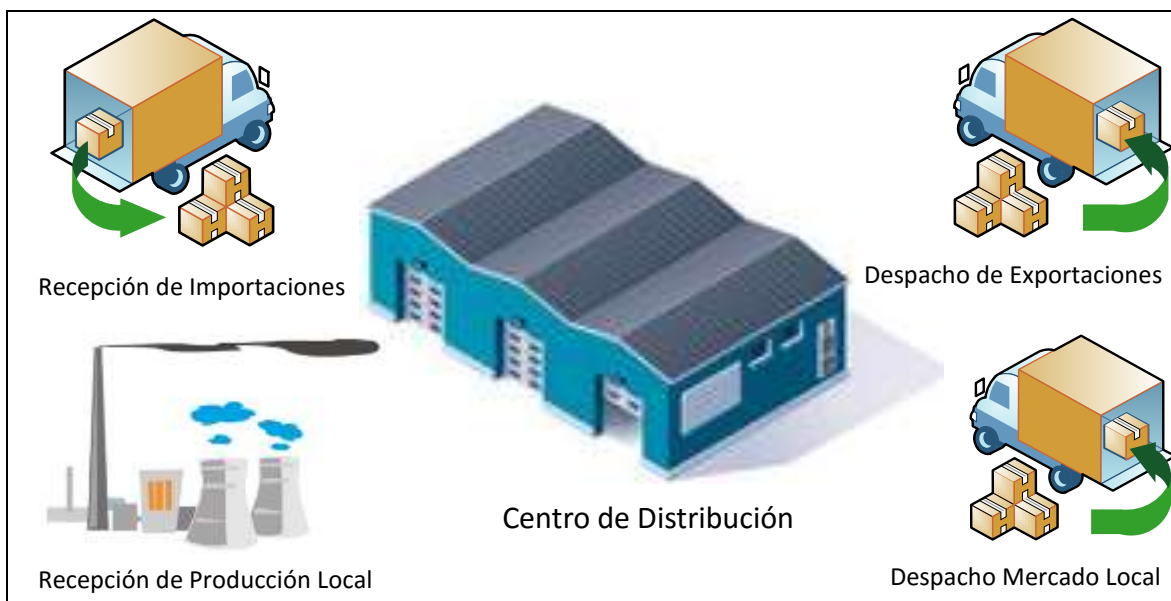 Recepción de Importaciones
Despacho de Exportaciones
Centro de Distribución
Recepción de Producción Local
Despacho Mercado Local